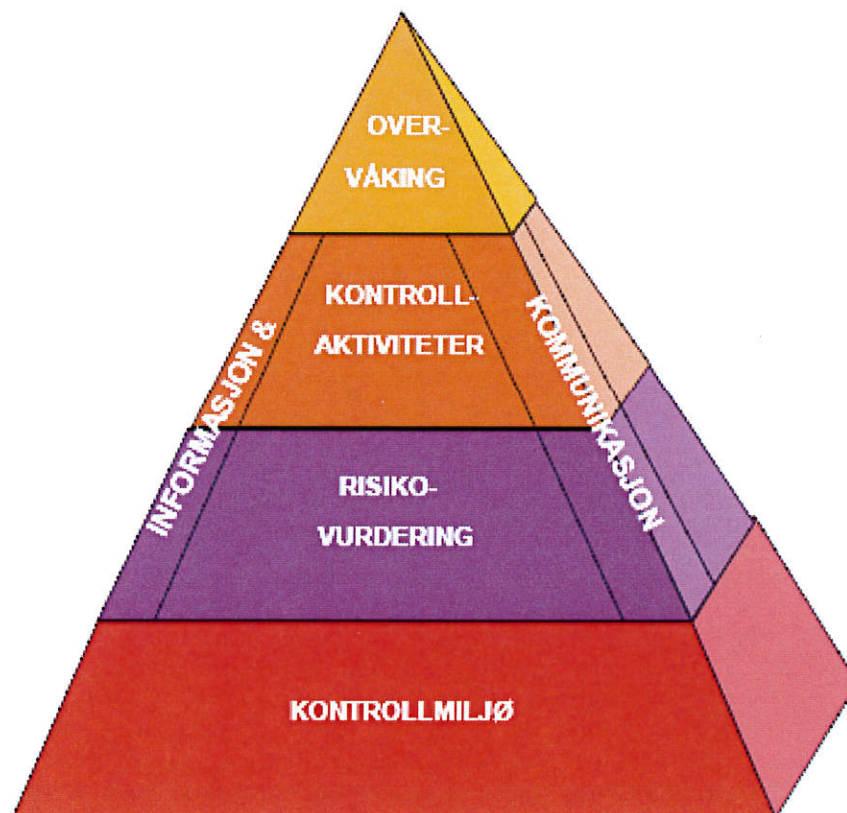 OVER-
VÅKING
KONTROLL-
AKTIVITETER
INFORMASJON &
KOMMUNIKASJON
RISIKO-
VURDERING
KONTROLLMILJØ